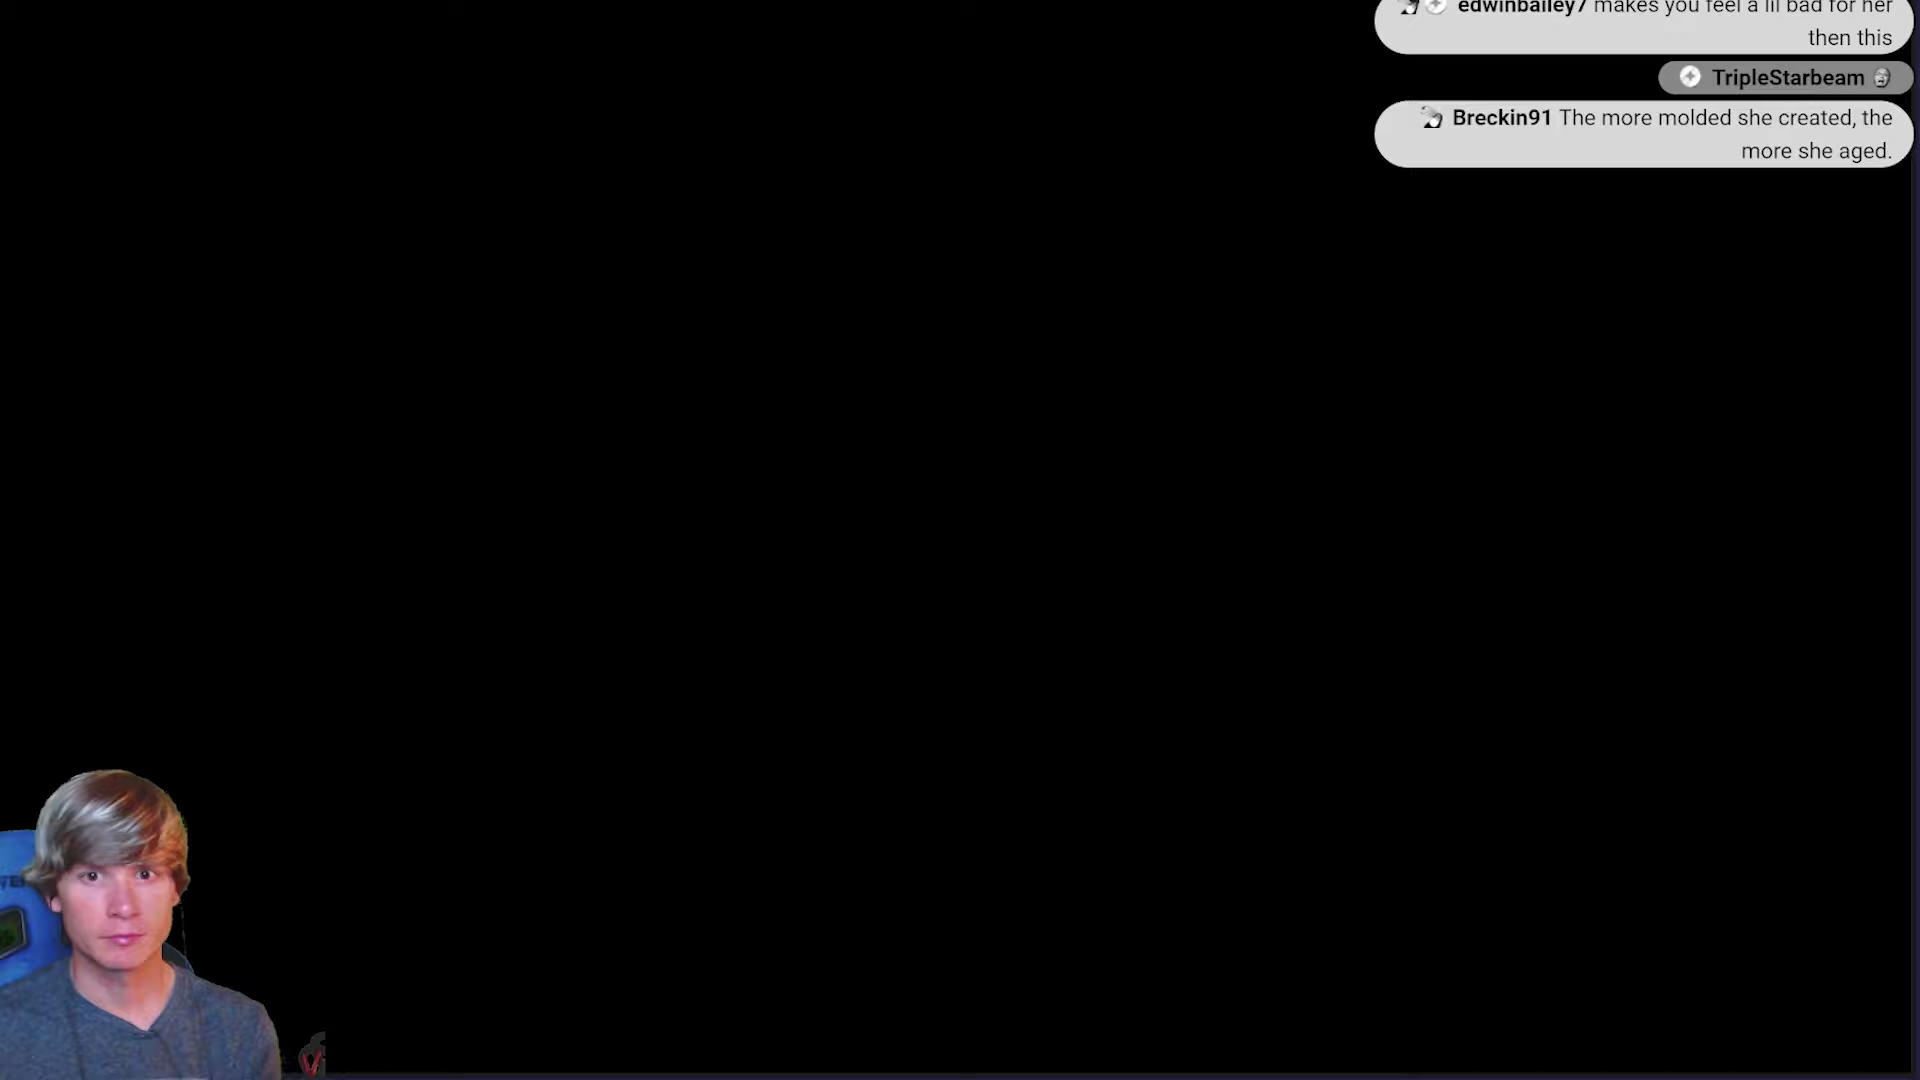 edwinbailey7 makes you feel a lil bad for her
then this
TripleStarbeam
Breckin91 The more molded she created, the
more she aged.